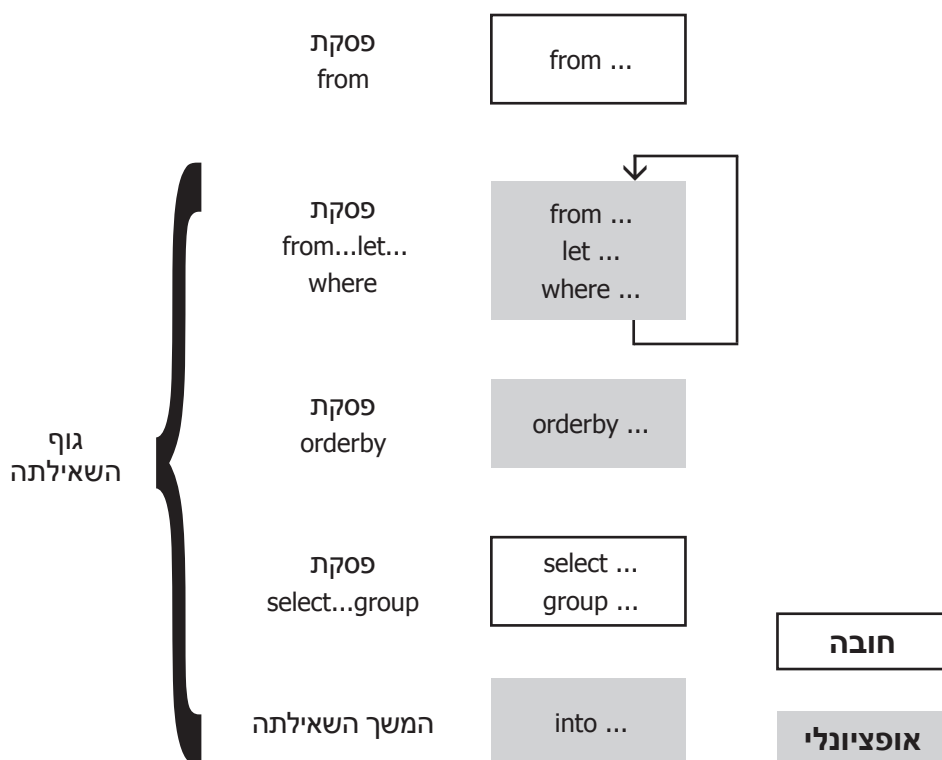 פסקת
from
from ...
גוף
השאילתה
פסקת
from...let...
where
from ...
let ...
where ...
פסקת
orderby
orderby ...
פסקת
select...group
select ...
group ...
המשך השאילתה
into ...
חובה
אופציונלי